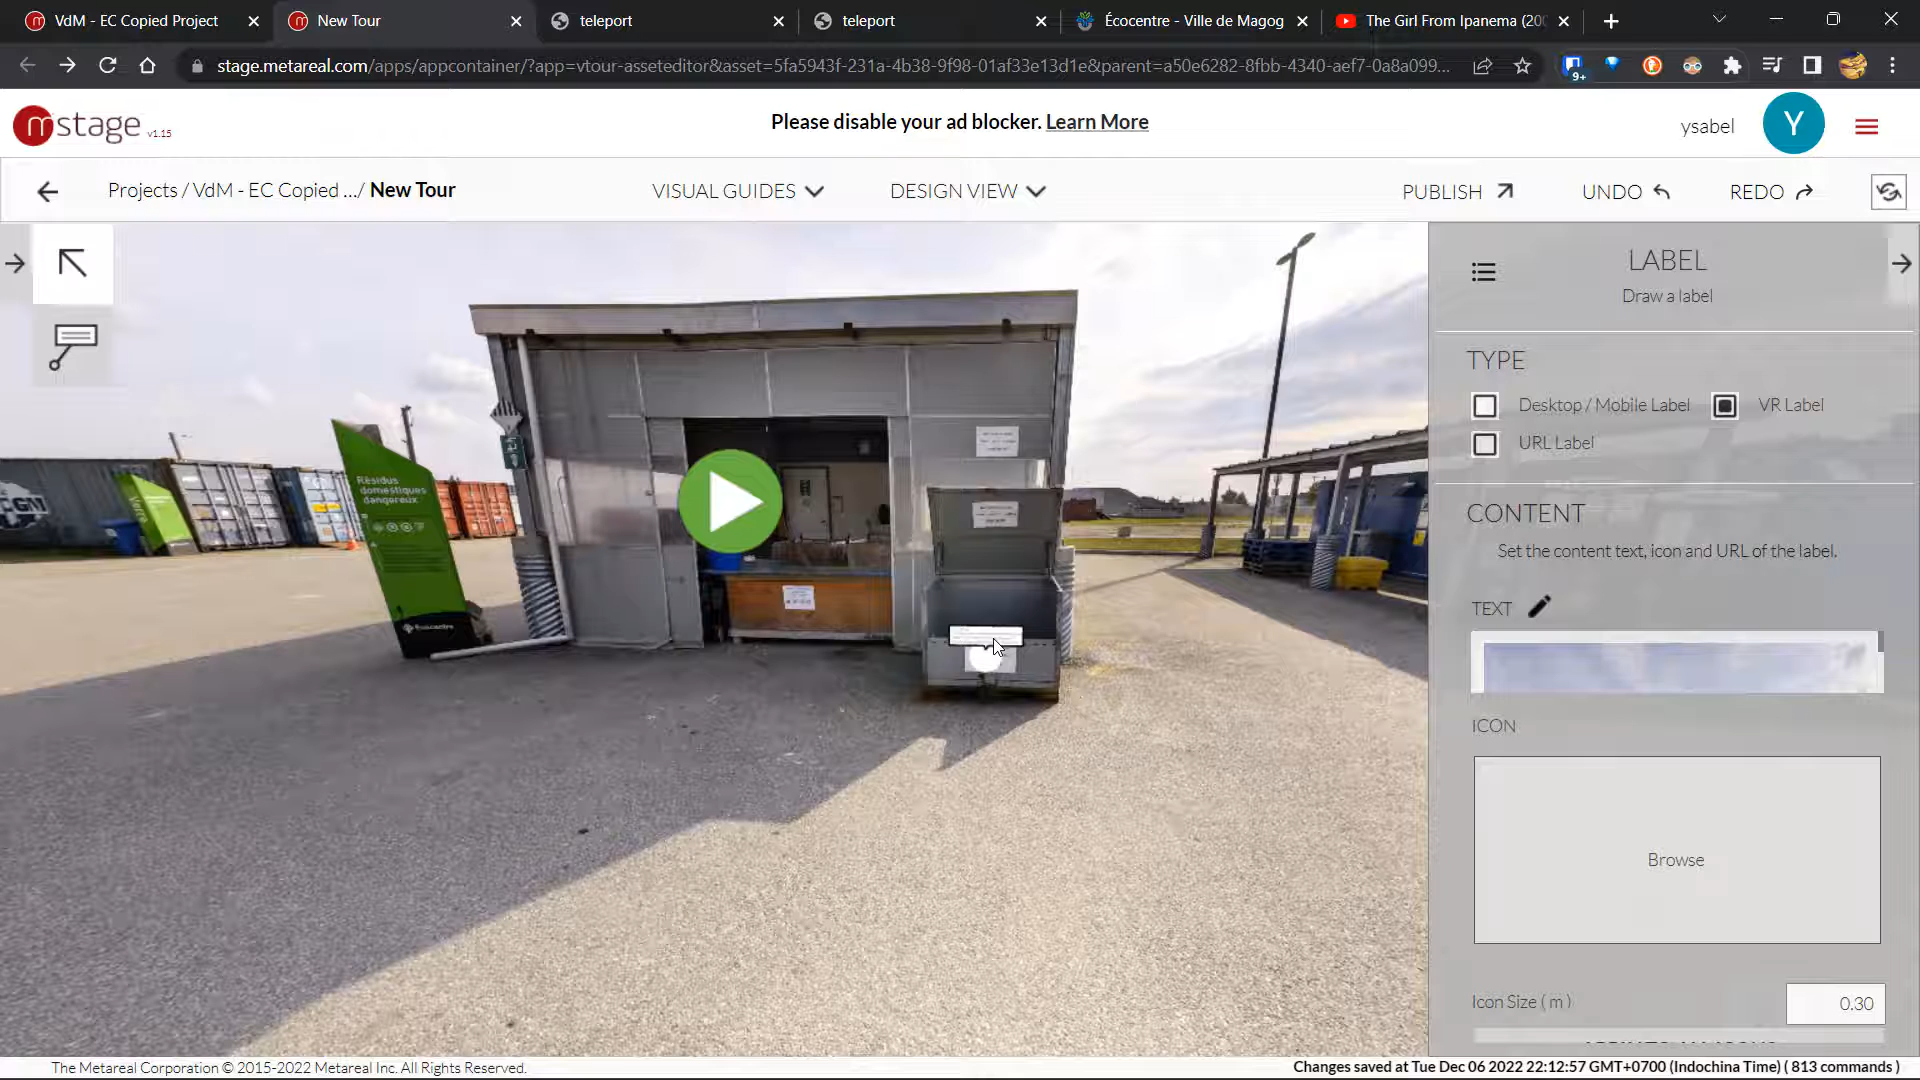 VdM - EC Copied Project
New Tour
teleport
teleport
Écocentre - Ville de Magog
The Girl From Ipanema (200
stage.metareal.com/apps/appcontainer/?app=vtour-asseteditor&asset=5fa5943f-231a-4b38-9f98-01af33e13d1e&parent=a50e6282-8fbb-4340-aef7-0a8a099...
9+
mstage v1.15
Please disable your ad blocker. Learn More
ysabel
Y
Projects / VdM - EC Copied .../ New Tour
VISUAL GUIDES
DESIGN VIEW
PUBLISH
UNDO
REDO
LABEL
Draw a label
TYPE
Desktop / Mobile Label
VR Label
URL Label
CONTENT
Set the content text, icon and URL of the label.
TEXT
ICON
Browse
Icon Size ( m )
0.30
Résidus
domestiques
dangereux
Verre
CGN
Écocentre
The Metareal Corporation © 2015-2022 Metareal Inc. All Rights Reserved.
Changes saved at Tue Dec 06 2022 22:12:57 GMT+0700 (Indochina Time) ( 813 commands )